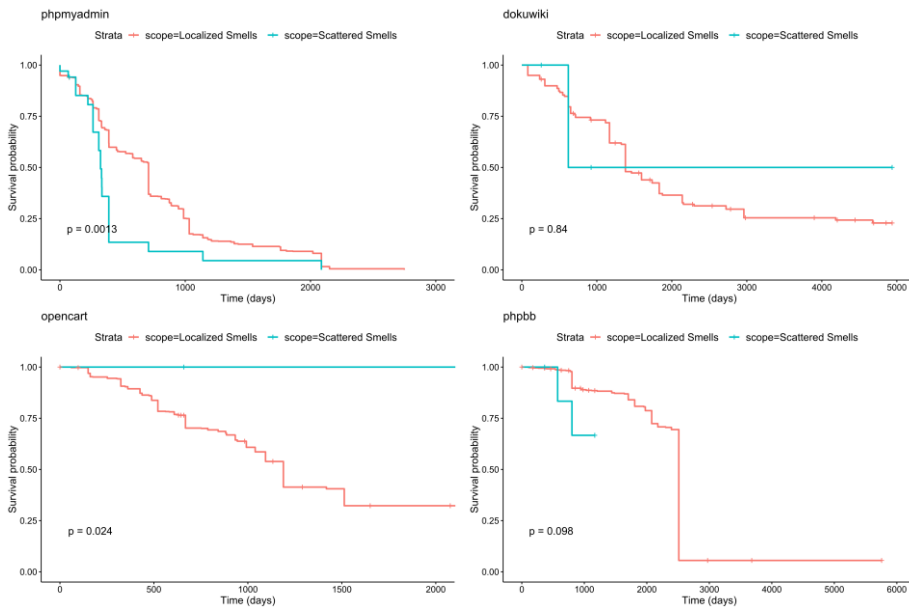 phpmyadmin
Strata scope=Localized Smells scope=Scattered Smells
1.00
0.75
0.50
0.25
0.00
Survival probability
p = 0.0013
0 1000 2000 3000
Time (days)
dokuwiki
Strata scope=Localized Smells scope=Scattered Smells
1.00
0.75
0.50
0.25
0.00
Survival probability
p = 0.84
0 1000 2000 3000 4000 5000
Time (days)
opencart
Strata scope=Localized Smells scope=Scattered Smells
1.00
0.75
0.50
0.25
0.00
Survival probability
p = 0.024
0 500 1000 1500 2000
Time (days)
phpbb
Strata scope=Localized Smells scope=Scattered Smells
1.00
0.75
0.50
0.25
0.00
Survival probability
p = 0.098
0 1000 2000 3000 4000 5000 6000
Time (days)